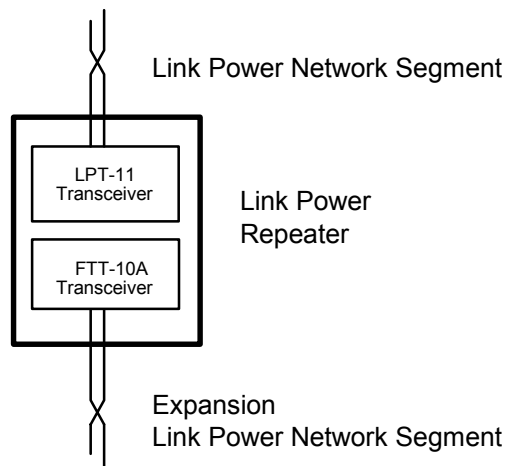 Link Power Network Segment
LPT-11
Transceiver
Link Power
Repeater
FTT-10A
Transceiver
Expansion
Link Power Network Segment